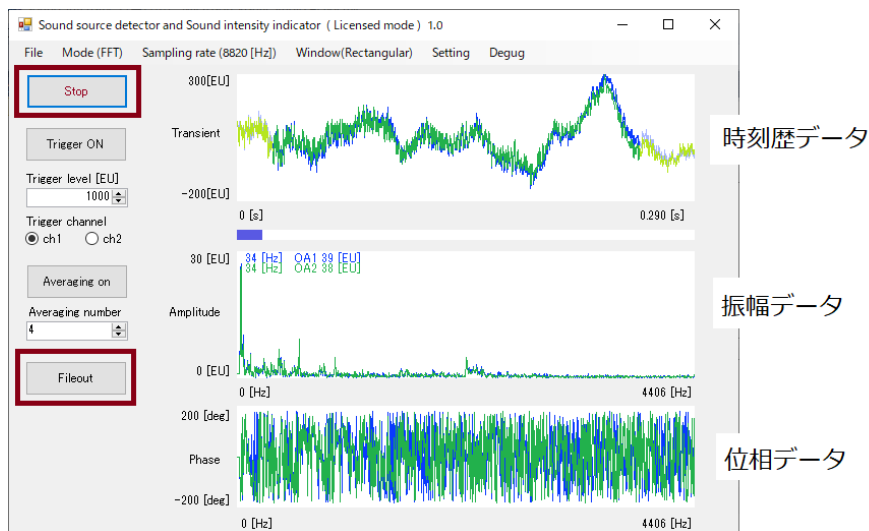 Sound source detector and Sound intensity indicator ( Licensed mode ) 1.0
File Mode (FFT) Sampling rate (8820 [Hz]) Window(Rectangular) Setting Degug
Stop
Trigger ON
Trigger level [EU]
1000
Trigger channel
ch1 ch2
Averaging on
Averaging number
4
Fileout
300[EU]
Transient
-200[EU]
0 [s] 0.290 [s]
時刻歴データ
30 [EU]
34 [Hz] OA1 39 [EU]
34 [Hz] OA2 38 [EU]
Amplitude
0 [EU]
0 [Hz] 4406 [Hz]
振幅データ
200 [deg]
Phase
-200 [deg]
0 [Hz] 4406 [Hz]
位相データ